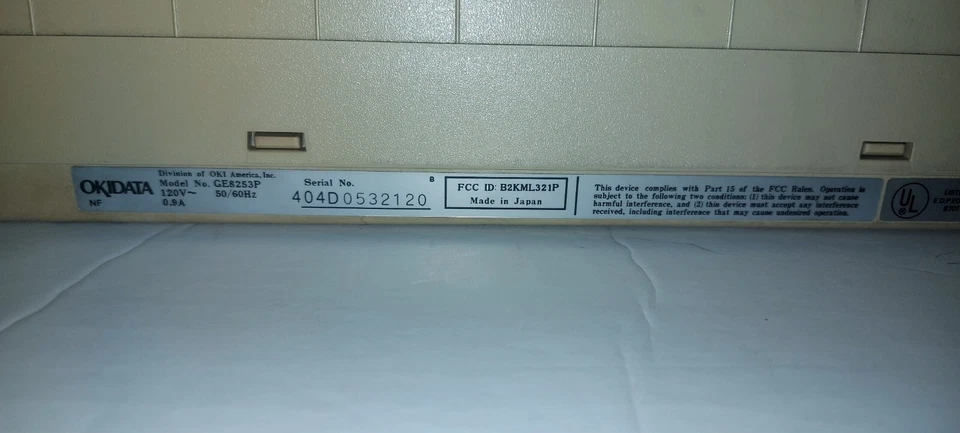 OKIDATA
NF
Division of OKI America, Inc.
Model No. GE8253P
120V~ 50/60Hz
0.9A
Serial No.
B
404D0532120
FCC ID: B2KML321P
Made in Japan
This device complies with Part 15 of the FCC Rules. Operation is
subject to the following two conditions: (1) this device may not cause
harmful interference, and (2) this device must accept any interference
received, including interference that may cause undesired operation.
UL
®